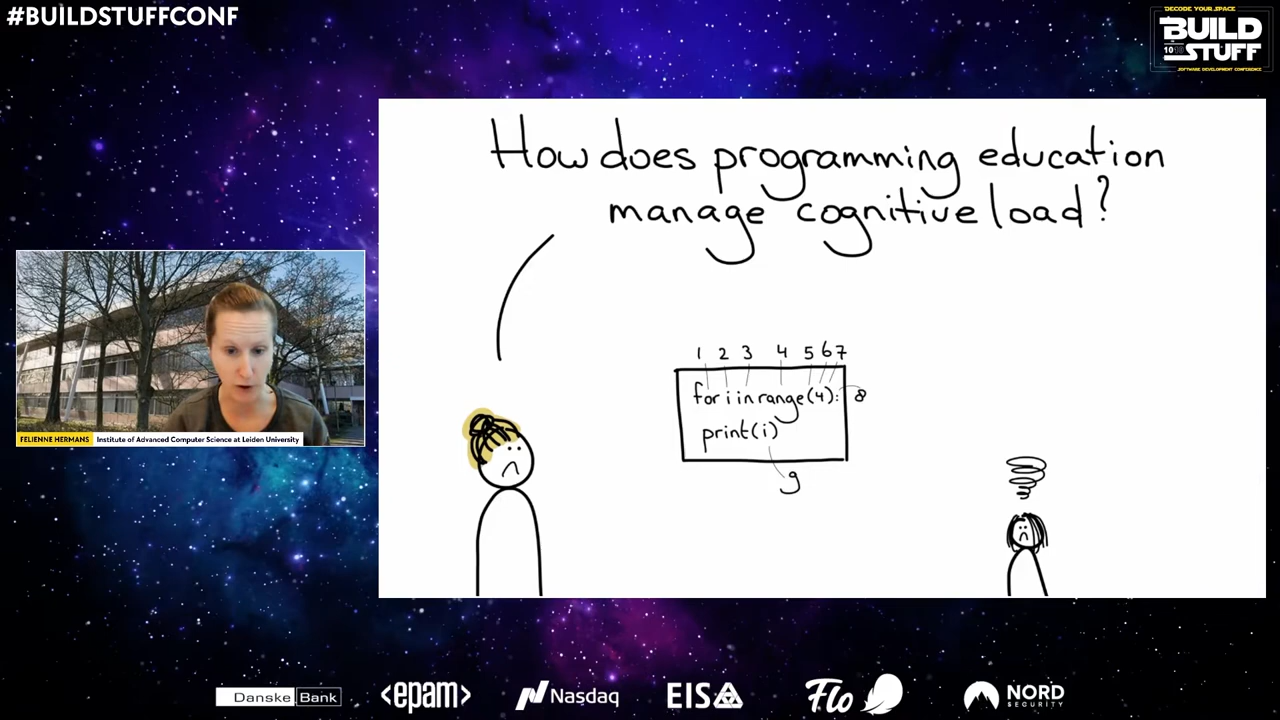 #BUILDSTUFFCONF
DECODE YOUR SPACE
BUILD
STUFF
SOFTWARE DEVELOPMENT CONFERENCE
How does programming education
manage cognitive load?
1 2 3 4 5 6 7
for i in range(4): 8
print(i)
9
FELIENNE HERMANS Institute of Advanced Computer Science at Leiden University
Danske Bank
<epam>
Nasdaq
EIS
Flo
NORD
SECURITY